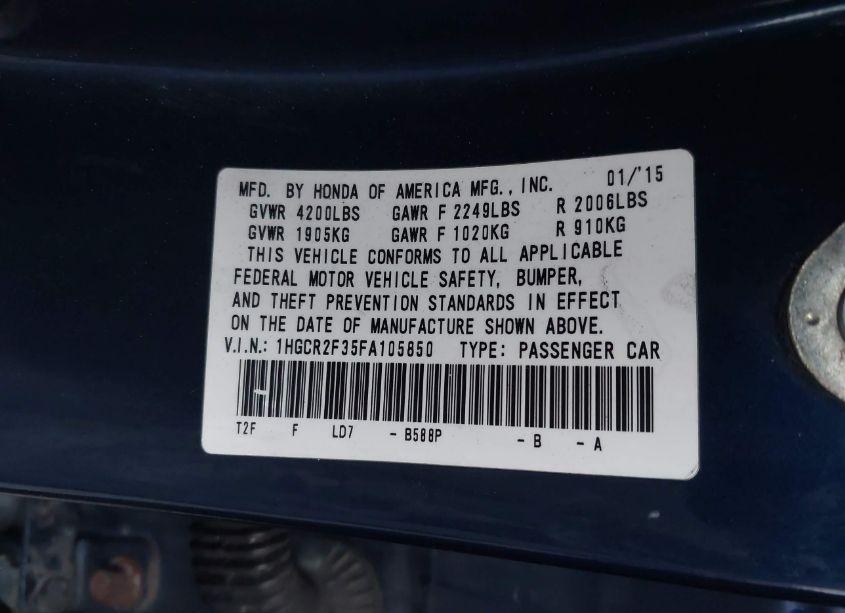 MFD. BY HONDA OF AMERICA MFG., INC. 01/'15
GVWR 4200LBS GAWR F 2249LBS R 2006LBS
GVWR 1905KG GAWR F 1020KG R 910KG
THIS VEHICLE CONFORMS TO ALL APPLICABLE
FEDERAL MOTOR VEHICLE SAFETY, BUMPER,
AND THEFT PREVENTION STANDARDS IN EFFECT
ON THE DATE OF MANUFACTURE SHOWN ABOVE.
V.I.N.: 1HGCR2F35FA105850 TYPE: PASSENGER CAR
T2F F LD7 - B588P - B - A